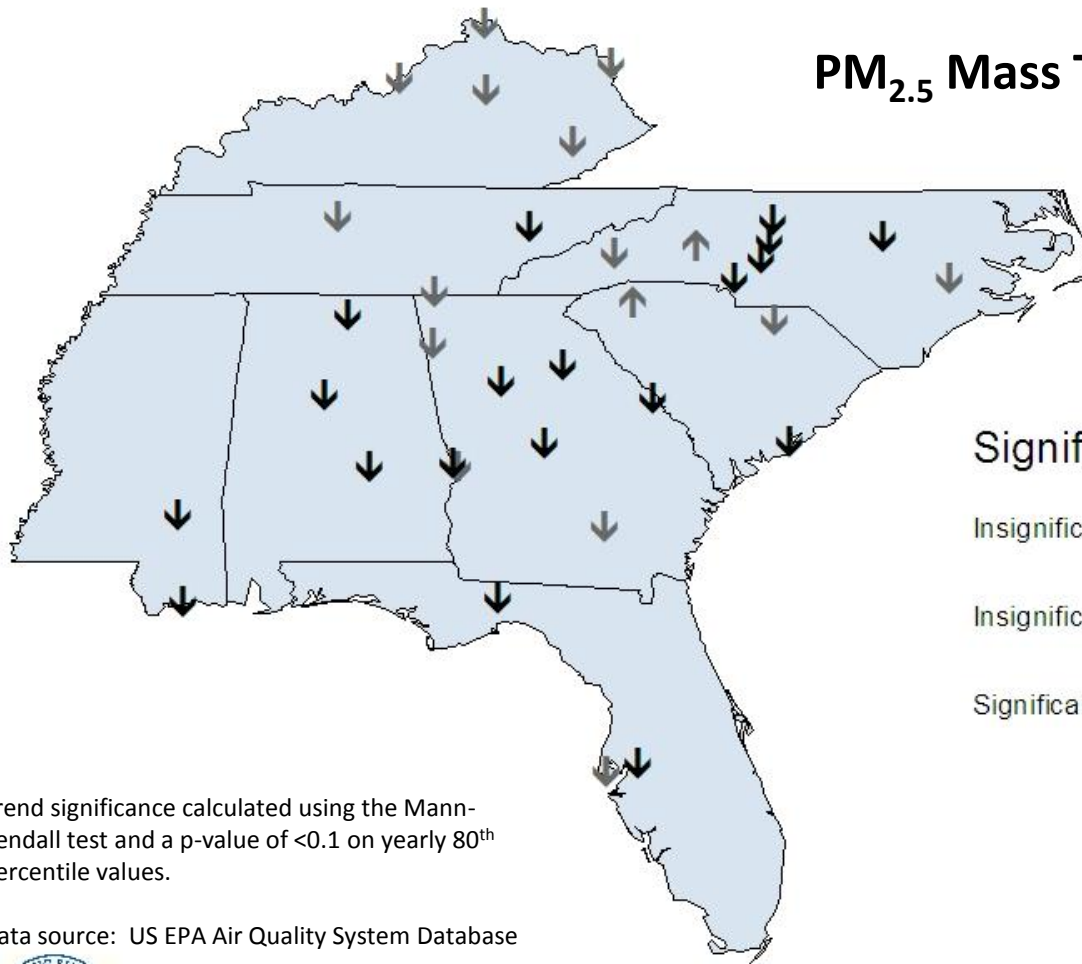 PM2.5 Mass T
Signif
Insignific
Insignific
Significa
rend significance calculated using the Mann-
endall test and a p-value of <0.1 on yearly 80th
ercentile values.
ata source: US EPA Air Quality System Database